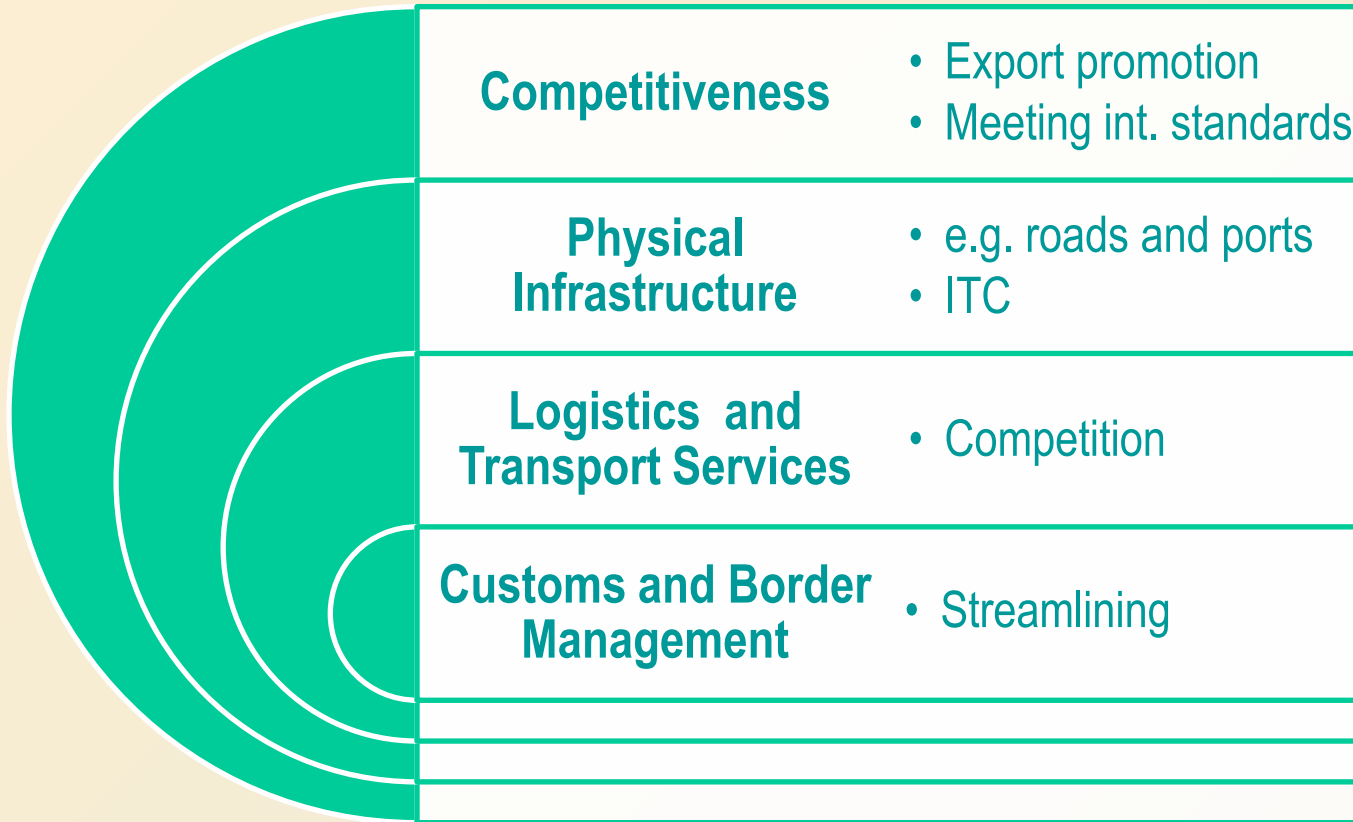 Competitiveness
• Export promotion
• Meeting int. standards
Physical
Infrastructure
• e.g. roads and ports
• ITC
Logistics and
Transport Services
• Competition
Customs and Border
Management
• Streamlining